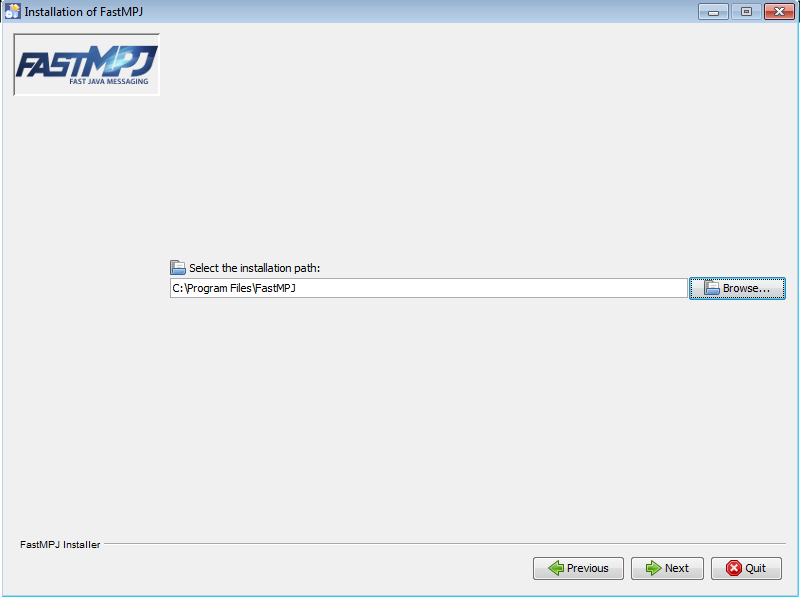 Installation of FastMPJ
FASTMPJ
FAST JAVA MESSAGING
Select the installation path:
C:\Program Files\FastMPJ
Browse...
FastMPJ Installer
Previous
Next
Quit